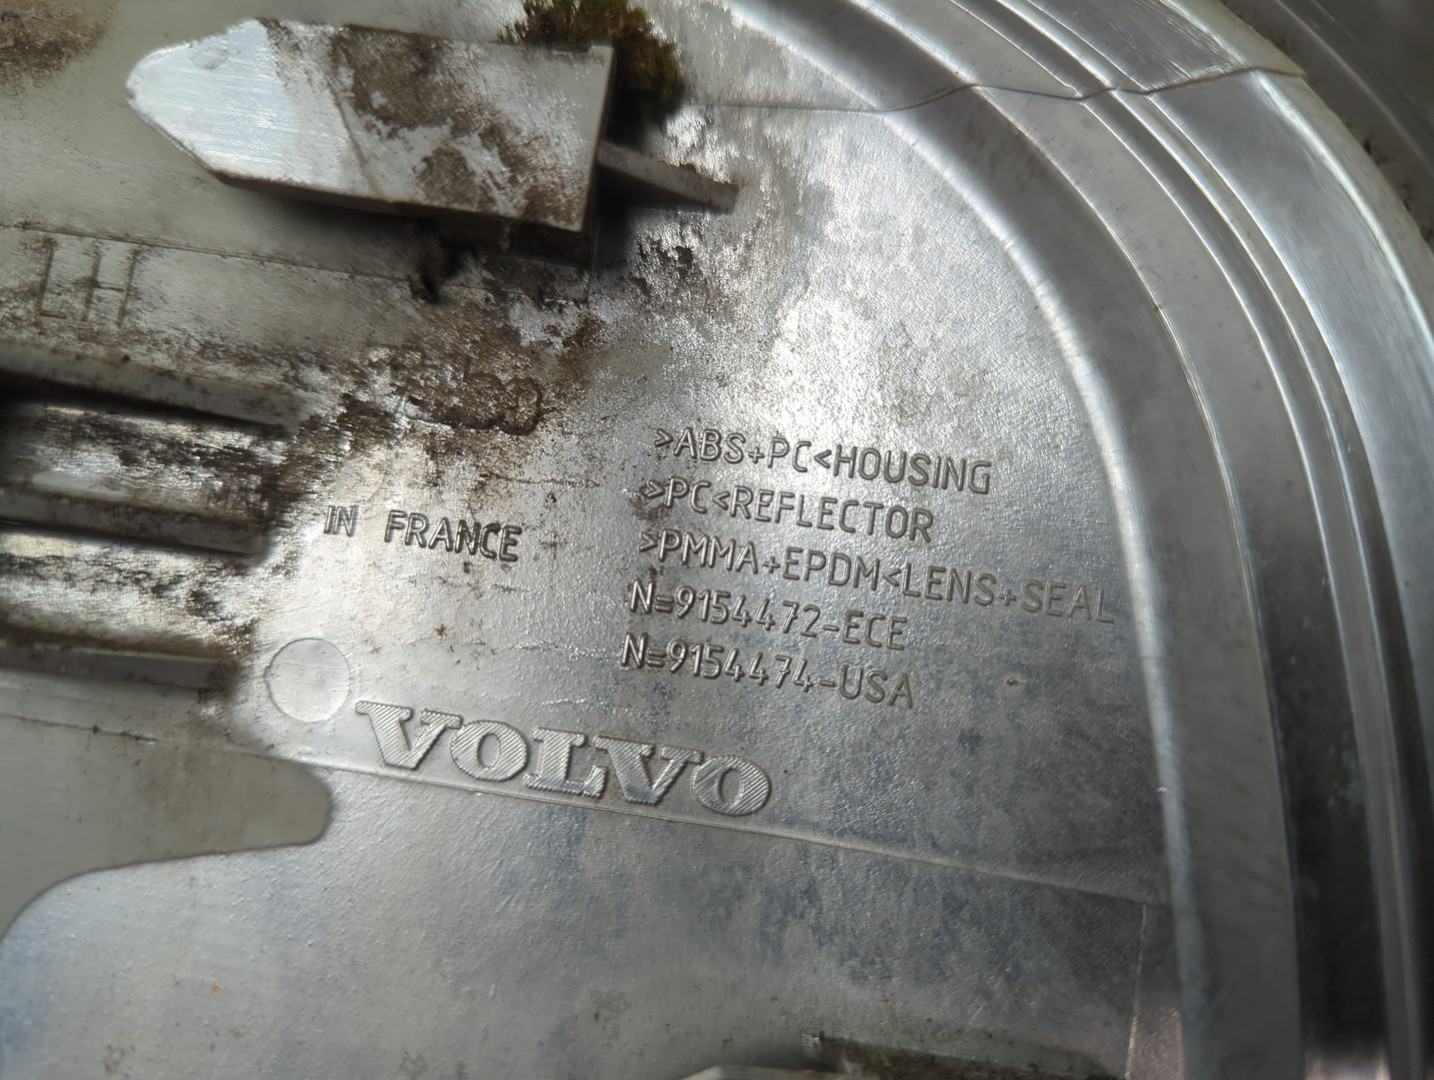 LH
IN FRANCE
>ABS+PC<HOUSING
>PC<REFLECTOR
>PMMA+EPDM<LENS+SEAL
N=9154472-ECE
N=9154474-USA
VOLVO